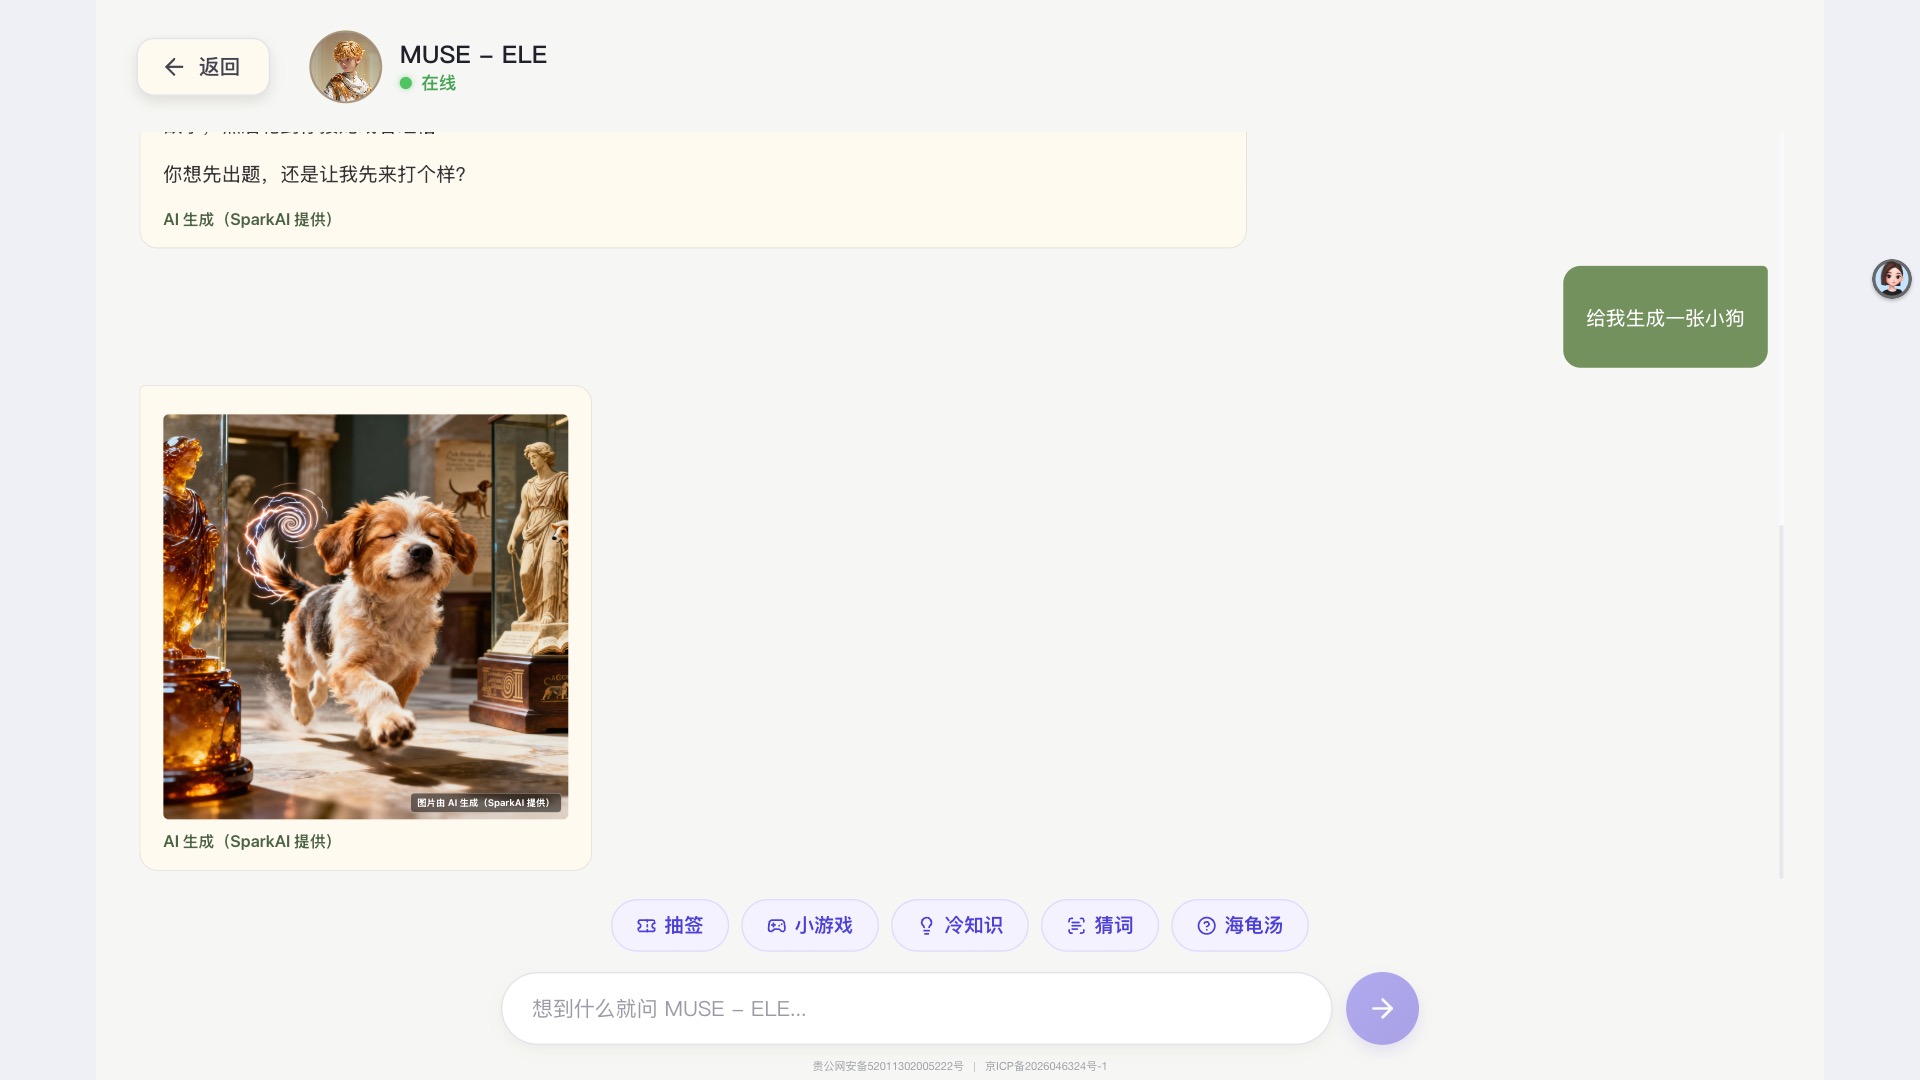 返回
MUSE – ELE
在线
你想先出题，还是让我先来打个样?
AI 生成（SparkAI 提供）
给我生成一张小狗
图片由 AI 生成（SparkAI 提供）
AI 生成（SparkAI 提供）
抽签
小游戏
冷知识
猜词
海龟汤
想到什么就问 MUSE – ELE...
贵公网安备52011302005222号 | 京ICP备2026046324号-1